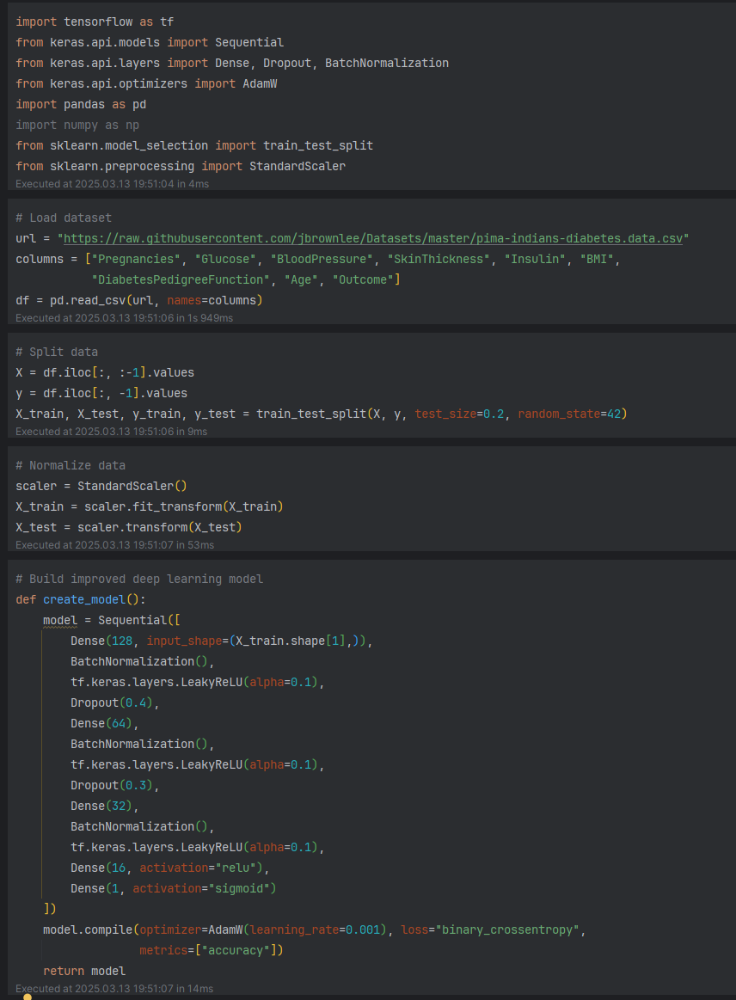 import tensorflow as tf
from keras.api.models import Sequential
from keras.api.layers import Dense, Dropout, BatchNormalization
from keras.api.optimizers import AdamW
import pandas as pd
import numpy as np
from sklearn.model_selection import train_test_split
from sklearn.preprocessing import StandardScaler
Executed at 2025.03.13 19:51:04 in 4ms
# Load dataset
url = "https://raw.githubusercontent.com/jbrownlee/Datasets/master/pima-indians-diabetes.data.csv"
columns = ["Pregnancies", "Glucose", "BloodPressure", "SkinThickness", "Insulin", "BMI",
           "DiabetesPedigreeFunction", "Age", "Outcome"]
df = pd.read_csv(url, names=columns)
Executed at 2025.03.13 19:51:06 in 1s 949ms
# Split data
X = df.iloc[:, :-1].values
y = df.iloc[:, -1].values
X_train, X_test, y_train, y_test = train_test_split(X, y, test_size=0.2, random_state=42)
Executed at 2025.03.13 19:51:06 in 9ms
# Normalize data
scaler = StandardScaler()
X_train = scaler.fit_transform(X_train)
X_test = scaler.transform(X_test)
Executed at 2025.03.13 19:51:07 in 53ms
# Build improved deep learning model
def create_model():
    model = Sequential([
        Dense(128, input_shape=(X_train.shape[1],)),
        BatchNormalization(),
        tf.keras.layers.LeakyReLU(alpha=0.1),
        Dropout(0.4),
        Dense(64),
        BatchNormalization(),
        tf.keras.layers.LeakyReLU(alpha=0.1),
        Dropout(0.3),
        Dense(32),
        BatchNormalization(),
        tf.keras.layers.LeakyReLU(alpha=0.1),
        Dense(16, activation="relu"),
        Dense(1, activation="sigmoid")
    ])
    model.compile(optimizer=AdamW(learning_rate=0.001), loss="binary_crossentropy",
                  metrics=["accuracy"])
    return model
Executed at 2025.03.13 19:51:07 in 14ms